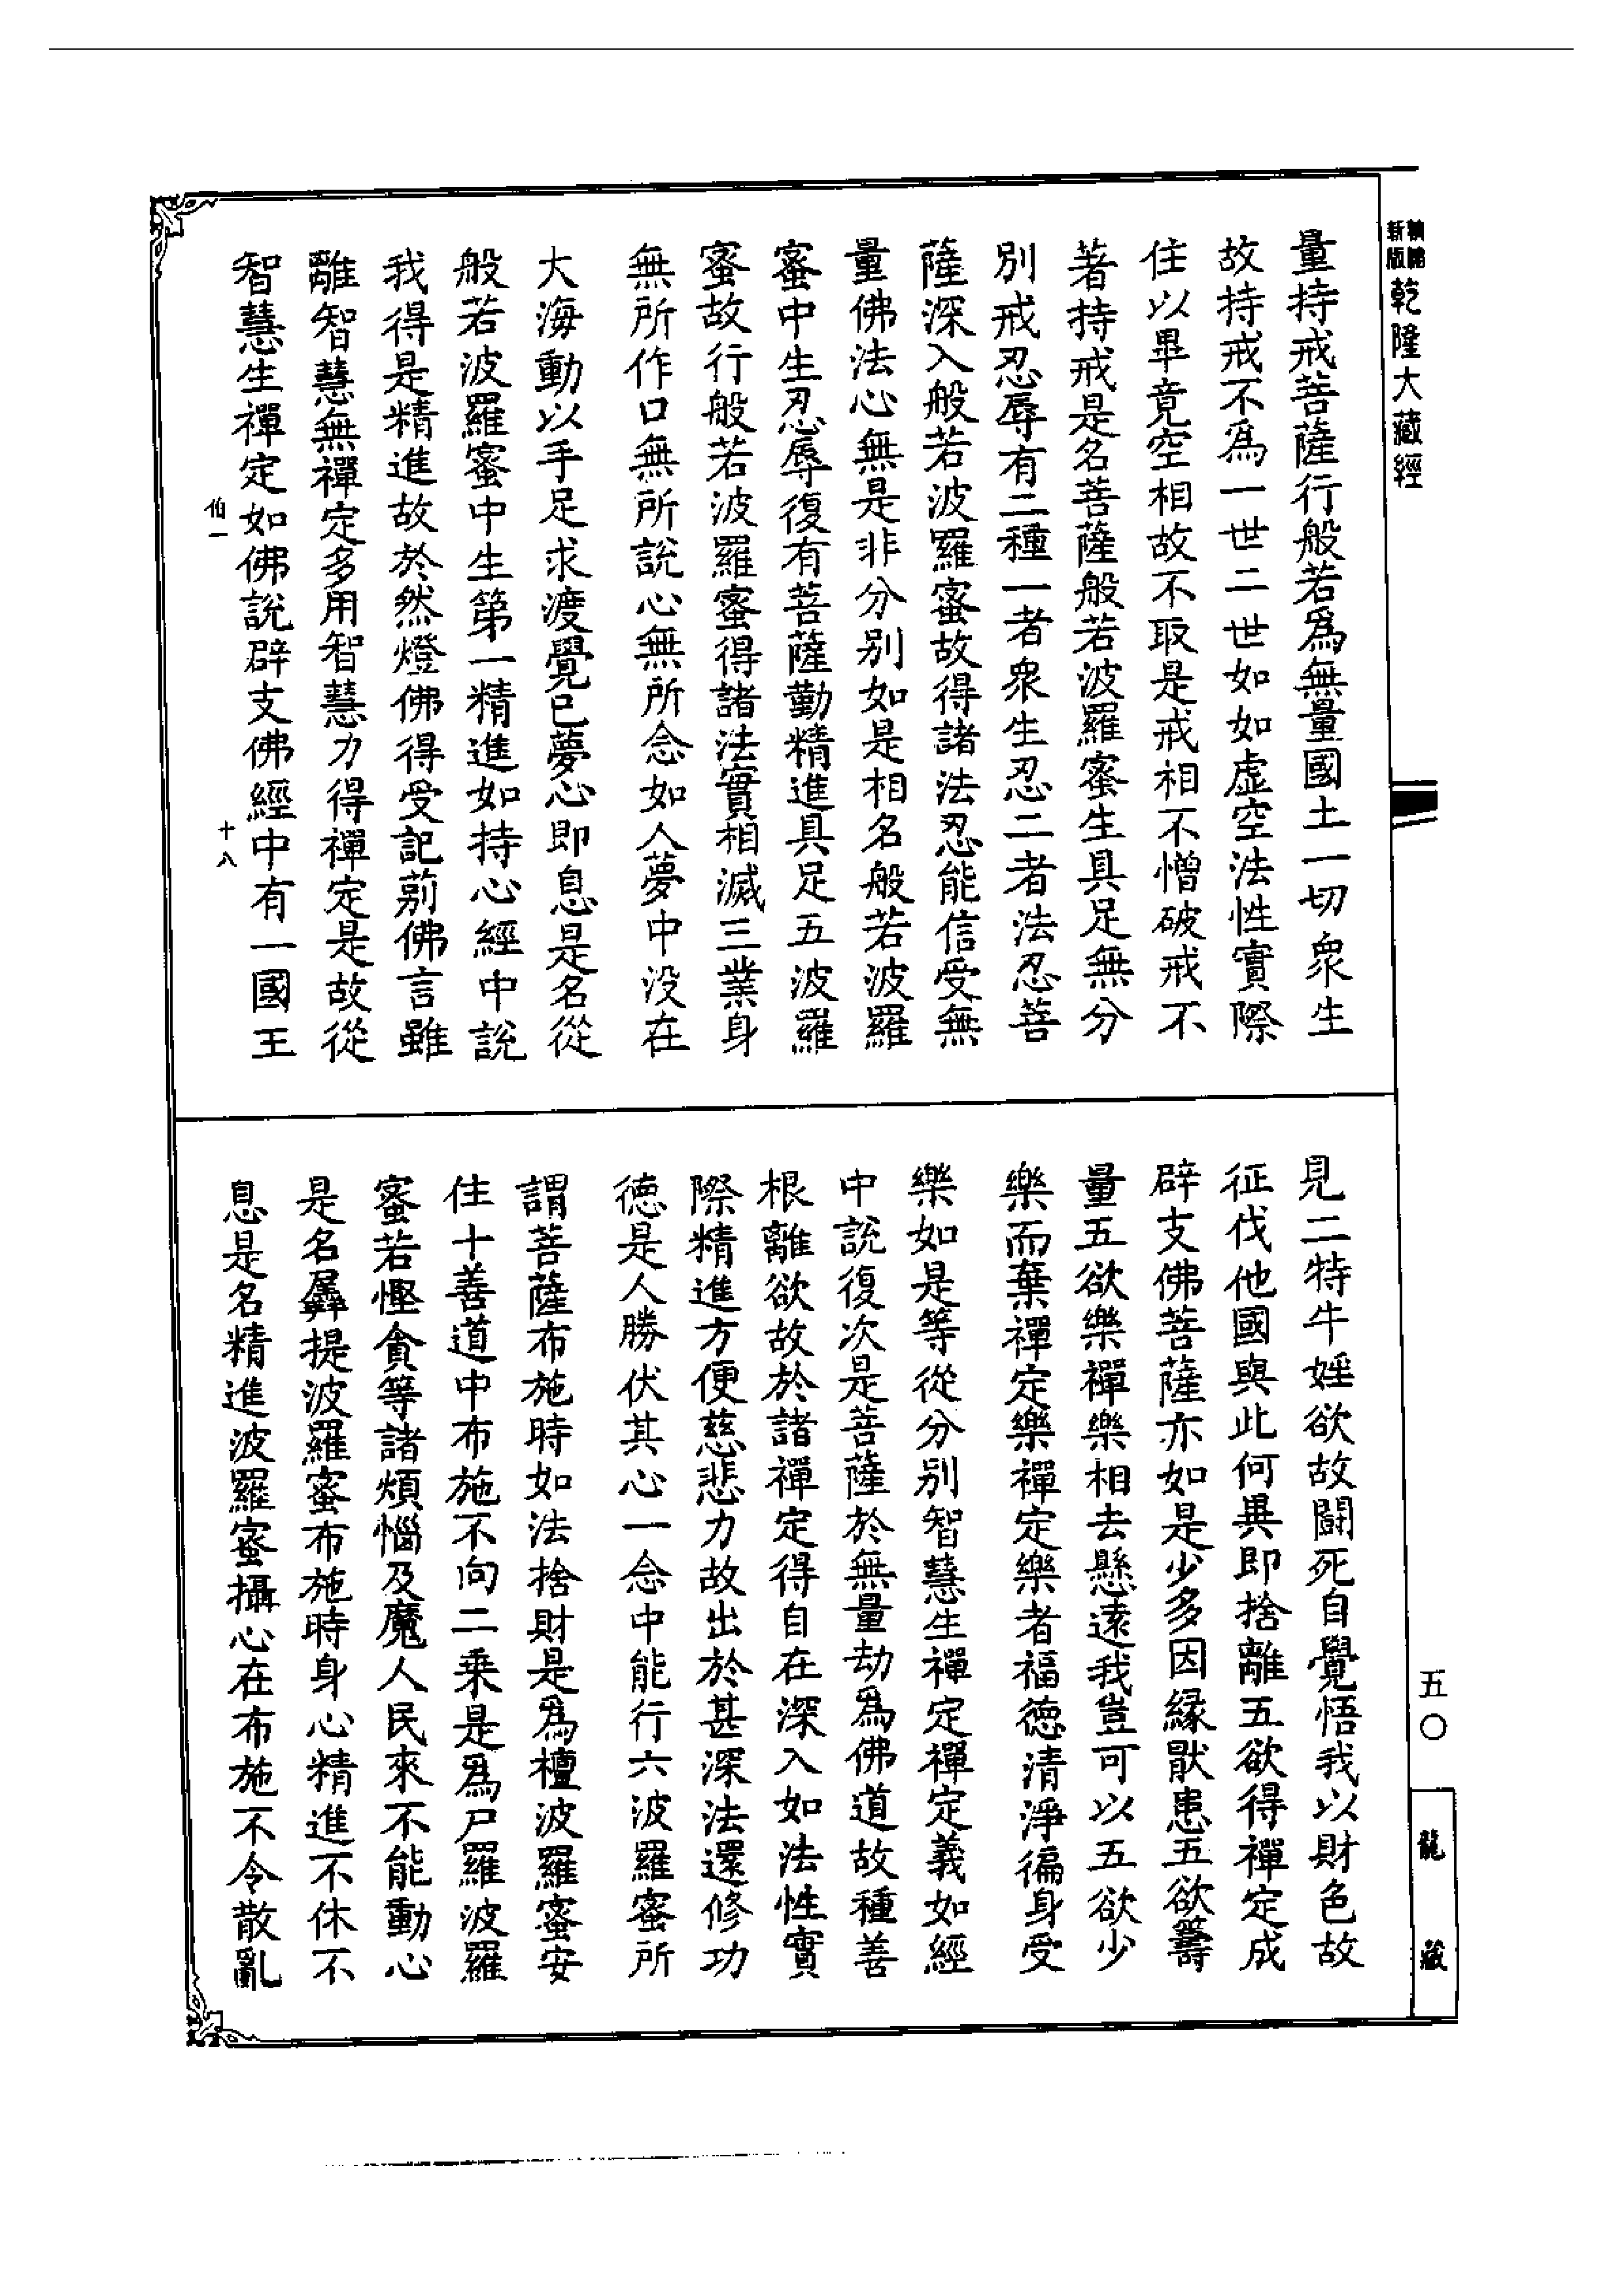 新版
乾隆大藏經
量持戒菩薩行般若爲無量國土一切衆生
故持戒不爲一世二世如如虛空法性實際
住以畢竟空相故不取是戒相不憎破戒不
著持戒是名菩薩般若波羅蜜生具足無分
別戒忍辱有二種一者衆生忍二者法忍菩
薩深入般若波羅蜜故得諸法忍能信受無
量佛法心無是非分別如是相名般若波羅
蜜中生忍辱復有菩薩勤精進具足五波羅
蜜故行般若波羅蜜得諸法實相滅三業身
無所作口無所說心無所念如人夢中沒在
大海動以手足求渡覺已夢心即息是名從
般若波羅蜜中生第一精進如持心經中說
我得是精進故於然燈佛得受記莂佛言雖
離智慧無禪定多用智慧力得禪定是故從
智慧生禪定如佛說辟支佛經中有一國王
伯一
十八
見二特牛婬欲故鬪死自覺悟我以財色故
征伐他國與此何異即捨離五欲得禪定成
辟支佛菩薩亦如是少多因緣猒患五欲籌
量五欲樂禪樂相去懸遠我豈可以五欲少
樂而棄禪定樂禪定樂者福德清淨徧身受
樂如是等從分別智慧生禪定禪定義如經
中說復次是菩薩於無量劫爲佛道故種善
根離欲故於諸禪定得自在深入如法性實
際精進方便慈悲力故出於甚深法還修功
德是人勝伏其心一念中能行六波羅蜜所
謂菩薩布施時如法捨財是爲檀波羅蜜安
住十善道中布施不向二乘是爲尸羅波羅
蜜若慳貪等諸煩惱及魔人民來不能動心
是名羼提波羅蜜布施時身心精進不休不
息是名精進波羅蜜攝心在布施不令散亂
五〇
龍藏